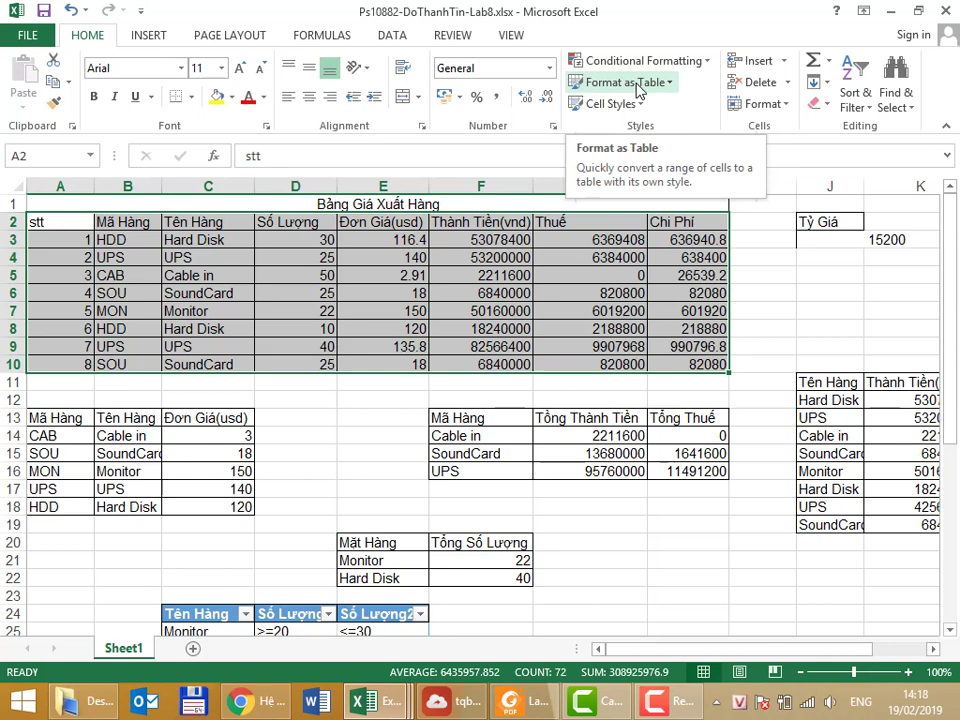 Ps10882-DoThanhTin-Lab8.xlsx - Microsoft Excel
FILE HOME INSERT PAGE LAYOUT FORMULAS DATA REVIEW VIEW Sign in
Paste
Arial 11
B I U
General
Conditional Formatting
Format as Table
Cell Styles
Insert
Delete
Format
Sort & Filter
Find & Select
Clipboard Font Alignment Number Styles Cells Editing
A2 stt
Format as Table
Quickly convert a range of cells to a
table with its own style.
A B C D E F J K
1 Bảng Giá Xuất Hàng
2 stt Mã Hàng Tên Hàng Số Lượng Đơn Giá(usd) Thành Tiền(vnd) Thuế Chi Phí Tỷ Giá
3 1 HDD Hard Disk 30 116.4 53078400 6369408 636940.8 15200
4 2 UPS UPS 25 140 53200000 6384000 638400
5 3 CAB Cable in 50 2.91 2211600 0 26539.2
6 4 SOU SoundCard 25 18 6840000 820800 82080
7 5 MON Monitor 22 150 50160000 6019200 601920
8 6 HDD Hard Disk 10 120 18240000 2188800 218880
9 7 UPS UPS 40 135.8 82566400 9907968 990796.8
10 8 SOU SoundCard 25 18 6840000 820800 82080
11 Tên Hàng Thành Tiền(
12 Hard Disk 5307
13 Mã Hàng Tên Hàng Đơn Giá(usd) Mã Hàng Tồng Thành Tiền Tổng Thuế UPS 5320
14 CAB Cable in 3 Cable in 2211600 0 Cable in 221
15 SOU SoundCar 18 SoundCard 13680000 1641600 SoundCard 684
16 MON Monitor 150 UPS 95760000 11491200 Monitor 5016
17 UPS UPS 140 Hard Disk 1824
18 HDD Hard Disk 120 UPS 4256
19 SoundCard 684
20 Mặt Hàng Tổng Số Lượng
21 Monitor 22
22 Hard Disk 40
23
24 Tên Hàng Số Lượng Số Lượng2
25 Monitor >=20 <=30
Sheet1
READY AVERAGE: 6435957.852 COUNT: 72 SUM: 308925976.9 100%
Des... Hệ ... Exc... tqb... La... Ca... Re... ENG 14:18
19/02/2019